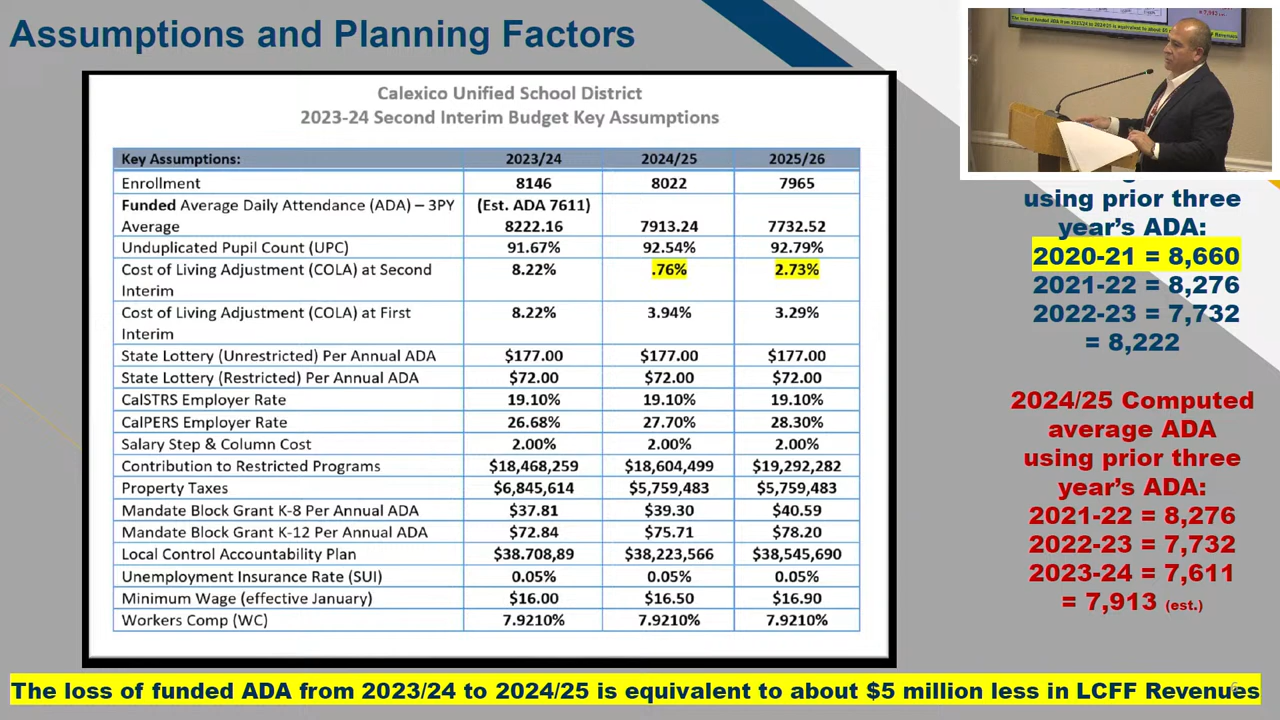 Assumptions and Planning Factors
Calexico Unified School District
2023-24 Second Interim Budget Key Assumptions
Key Assumptions: 2023/24 2024/25 2025/26
Enrollment 8146 8022 7965
Funded Average Daily Attendance (ADA) – 3PY (Est. ADA 7611)
Average 8222.16 7913.24 7732.52
Unduplicated Pupil Count (UPC) 91.67% 92.54% 92.79%
Cost of Living Adjustment (COLA) at Second 8.22% .76% 2.73%
Interim
Cost of Living Adjustment (COLA) at First 8.22% 3.94% 3.29%
Interim
State Lottery (Unrestricted) Per Annual ADA $177.00 $177.00 $177.00
State Lottery (Restricted) Per Annual ADA $72.00 $72.00 $72.00
CalSTRS Employer Rate 19.10% 19.10% 19.10%
CalPERS Employer Rate 26.68% 27.70% 28.30%
Salary Step & Column Cost 2.00% 2.00% 2.00%
Contribution to Restricted Programs $18,468,259 $18,604,499 $19,292,282
Property Taxes $6,845,614 $5,759,483 $5,759,483
Mandate Block Grant K-8 Per Annual ADA $37.81 $39.30 $40.59
Mandate Block Grant K-12 Per Annual ADA $72.84 $75.71 $78.20
Local Control Accountability Plan $38.708,89 $38,223,566 $38,545,690
Unemployment Insurance Rate (SUI) 0.05% 0.05% 0.05%
Minimum Wage (effective January) $16.00 $16.50 $16.90
Workers Comp (WC) 7.9210% 7.9210% 7.9210%
using prior three
year’s ADA:
2020-21 = 8,660
2021-22 = 8,276
2022-23 = 7,732
= 8,222
2024/25 Computed
average ADA
using prior three
year’s ADA:
2021-22 = 8,276
2022-23 = 7,732
2023-24 = 7,611
= 7,913 (est.)
The loss of funded ADA from 2023/24 to 2024/25 is equivalent to about $5 million less in LCFF Revenues